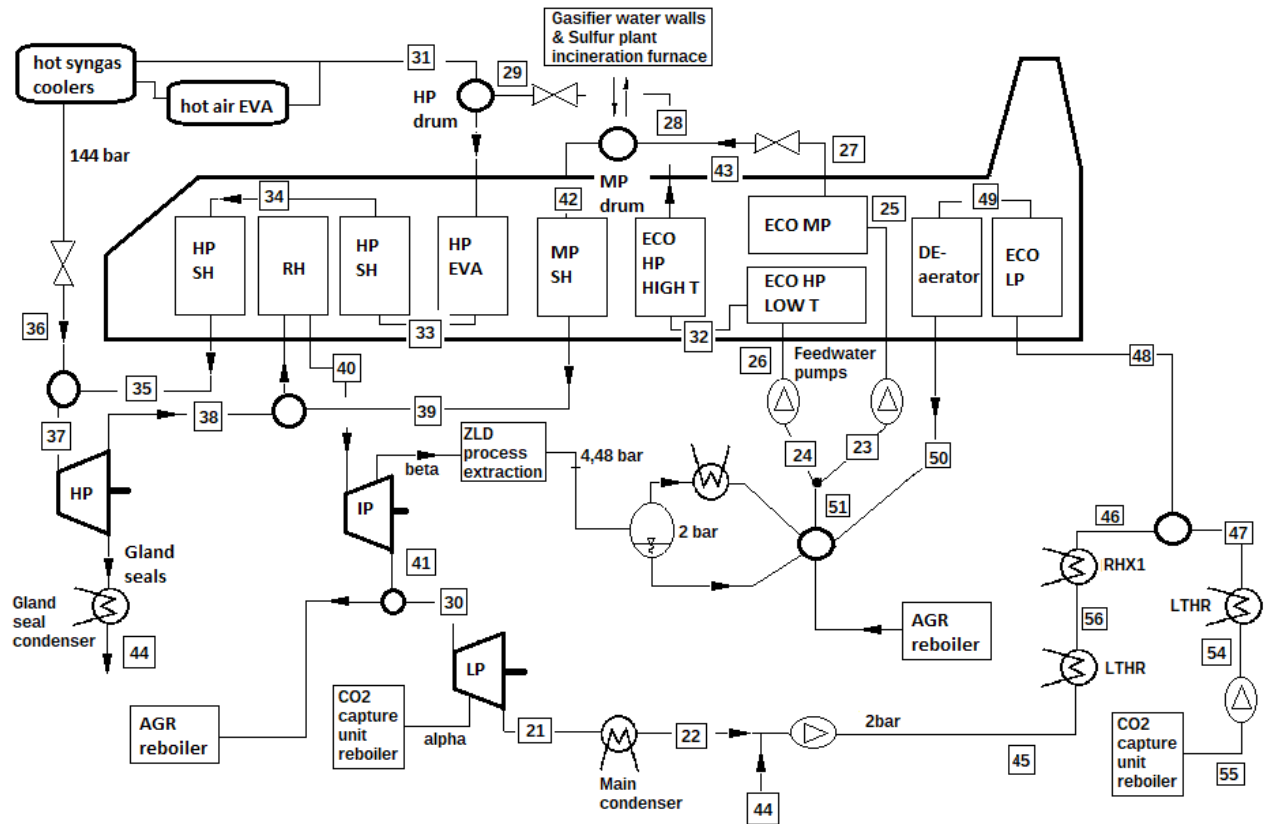 Gasifier water walls
& Sulfur plant
incineration furnace
hot syngas
coolers
31
29
hot air EVA
HP
drum
28
144 bar
27
43
MP
drum
34
42
25
49
HP
SH
RH
HP
SH
HP
EVA
MP
SH
ECO
HP
HIGH T
ECO MP
ECO HP
LOW T
DE-
aerator
ECO
LP
36
33
32
40
26
Feedwater
pumps
48
35
39
38
37
ZLD
process
extraction
beta
4,48 bar
24
23
50
HP
IP
2 bar
51
46
47
RHX1
Gland
seals
41
LTHR
Gland
seal
condenser
30
56
54
44
LP
AGR
reboiler
LTHR
AGR
reboiler
CO2
capture
unit
reboiler
alpha
21
22
2bar
45
CO2
capture
unit
reboiler
55
Main
condenser
44